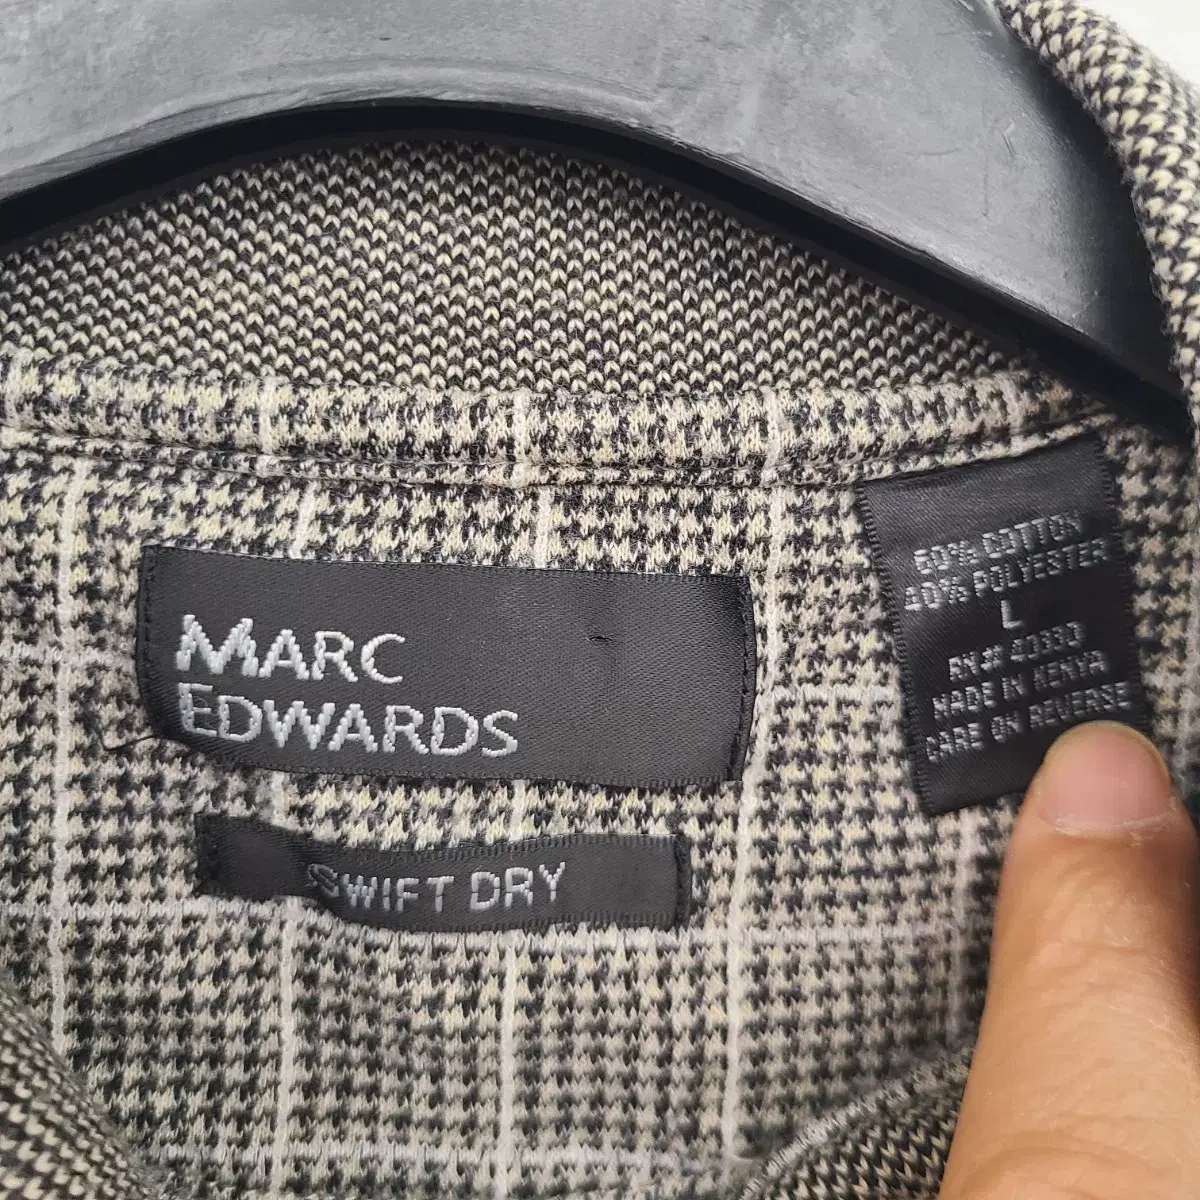 MARC
EDWARDS
SWIFT DRY
60% COTTON
40% POLYESTER
L
RN# 40330
MADE IN KENYA
CARE ON REVERSE